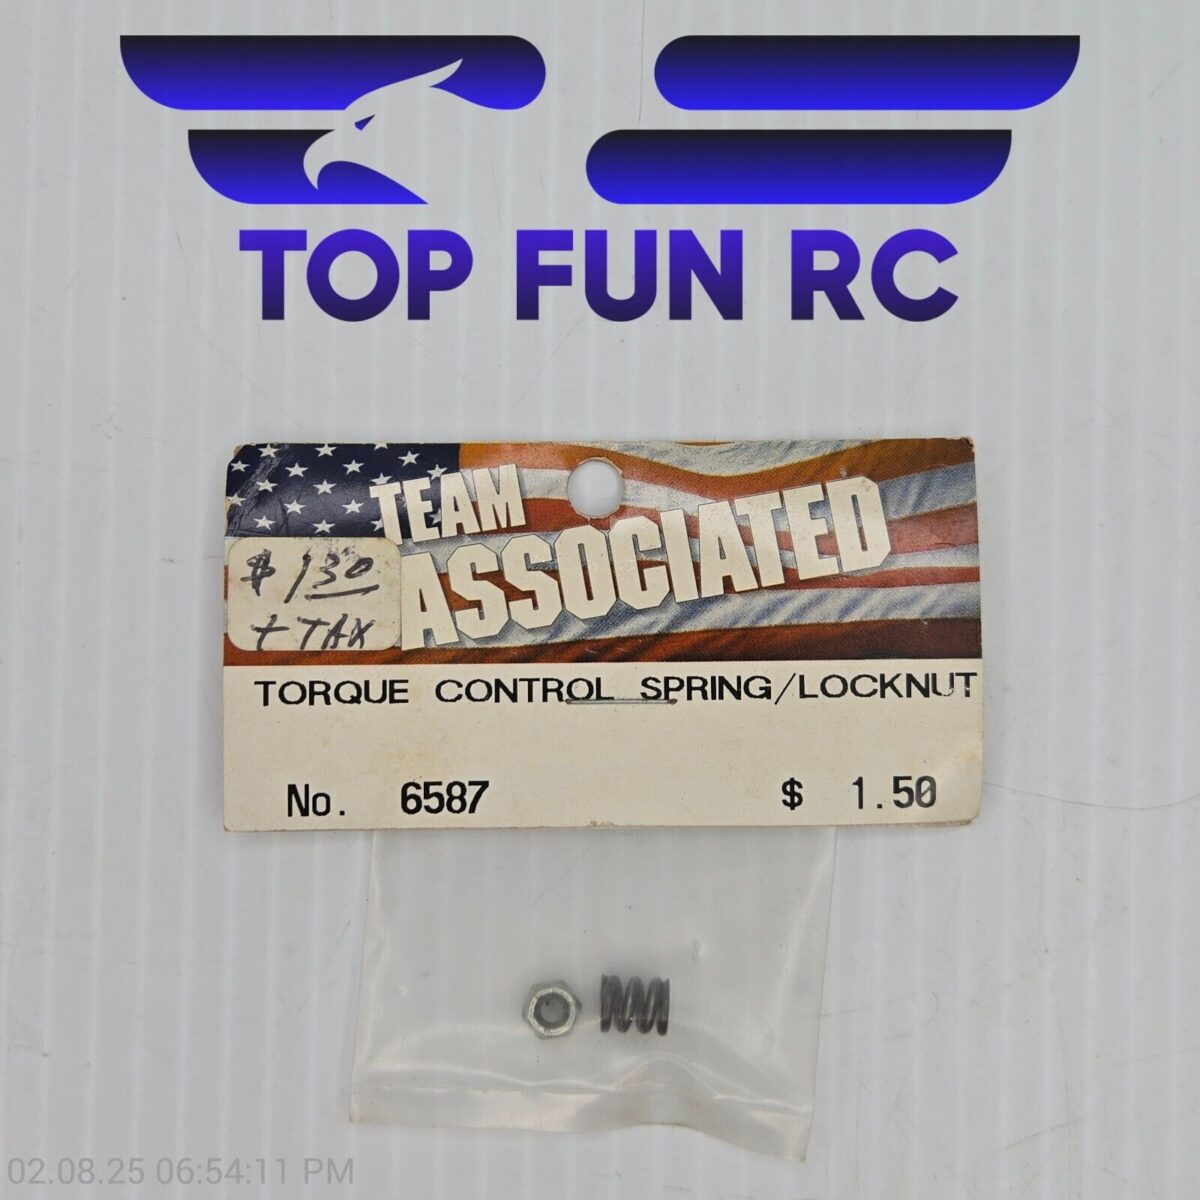 TOP FUN RC
TEAM
ASSOCIATED
$ 1.30
+ TAX
TORQUE CONTROL SPRING/LOCKNUT
No. 6587 $ 1.50
02.08.25 06:54:11 PM